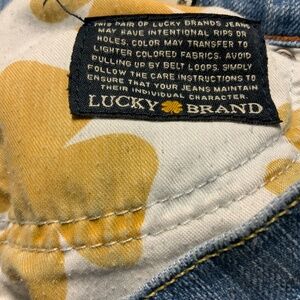 THIS PAIR OF LUCKY BRANDS JEANS
MAY HAVE INTENTIONAL RIPS OR
HOLES. COLOR MAY TRANSFER TO
LIGHTER COLORED FABRICS. AVOID
PULLING BY BELT LOOPS. SIMPLY
FOLLOW THE CARE INSTRUCTIONS TO
ENSURE THAT YOUR JEANS MAINTAIN
THEIR INDIVIDUAL CHARACTER.
LUCKY BRAND